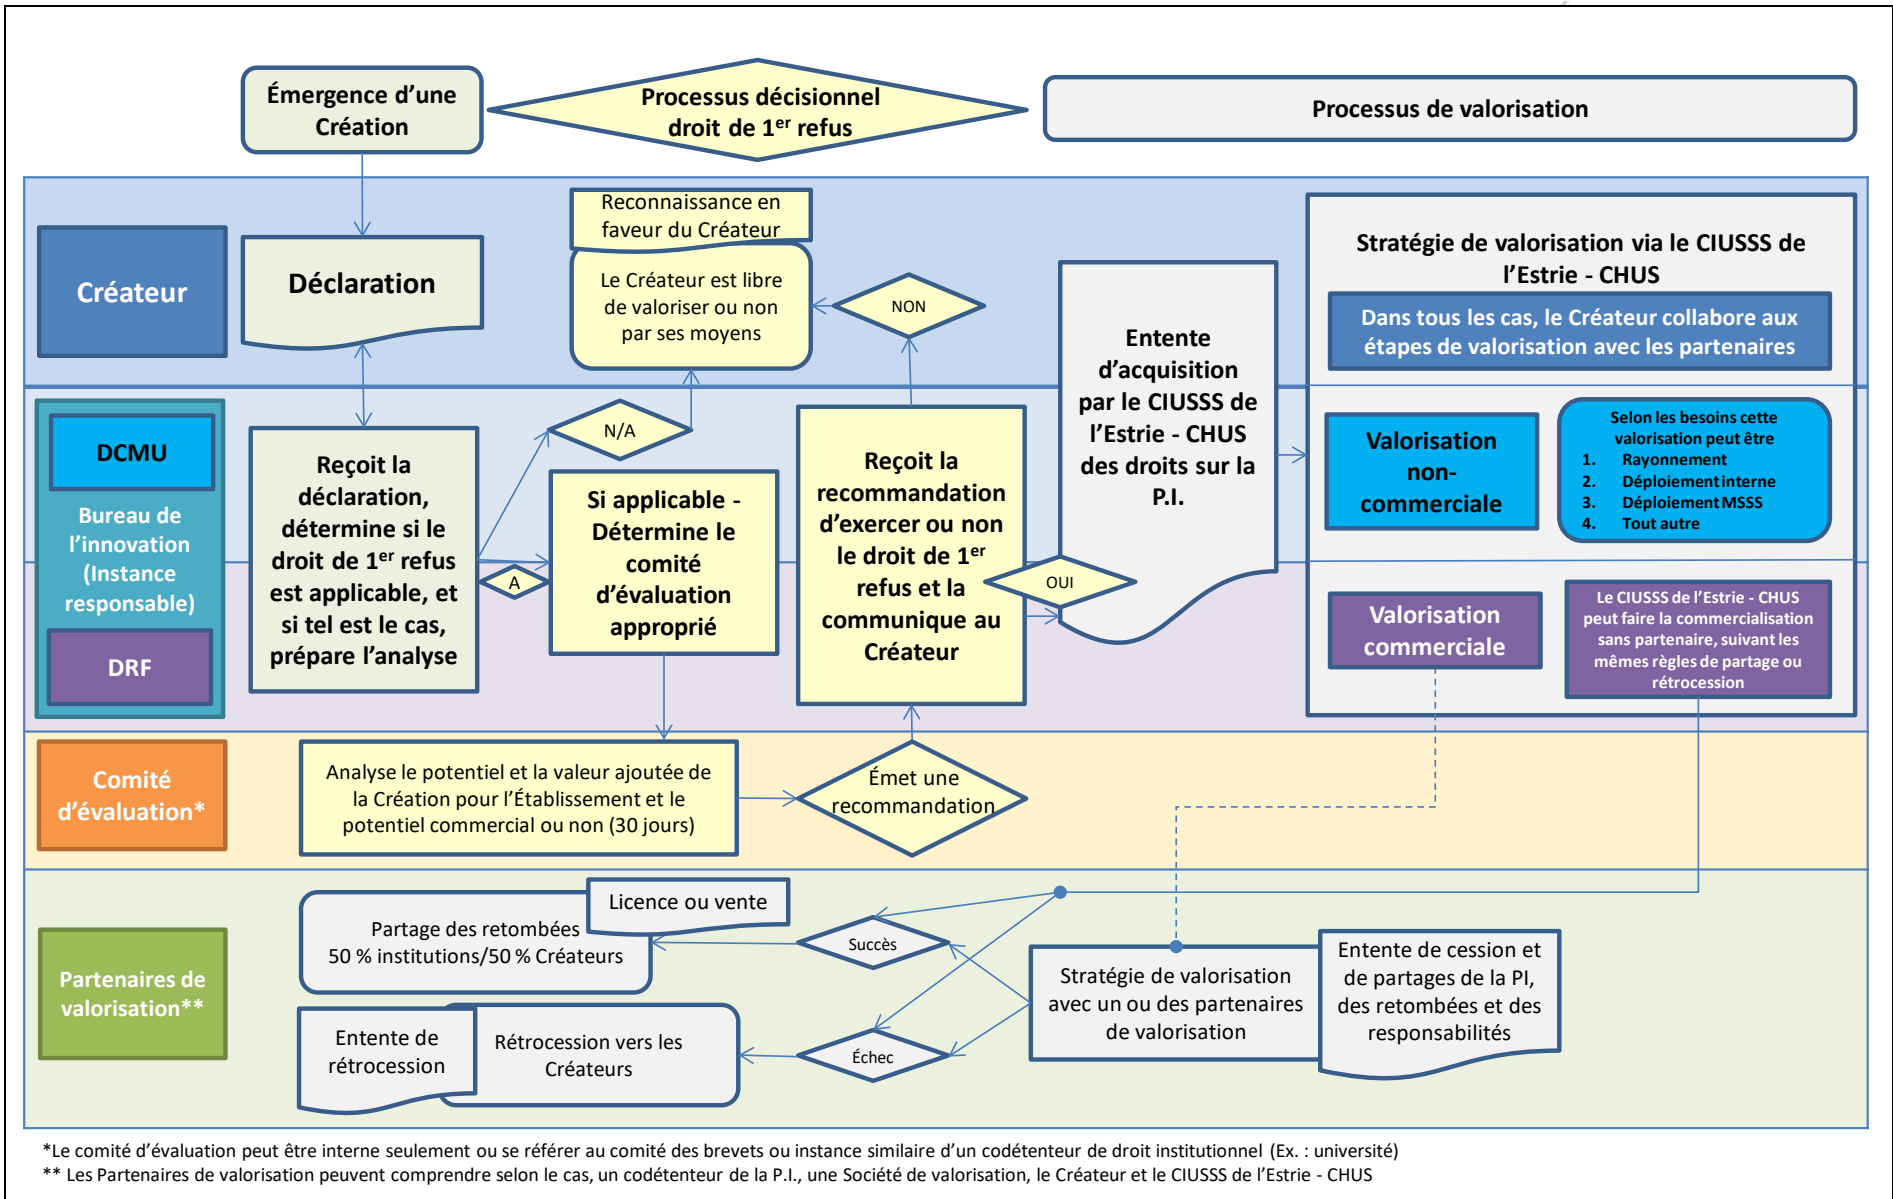 Émergence d’une
Création
Processus décisionnel
droit de 1er refus
Processus de valorisation
Créateur
Déclaration
Reconnaissance en
faveur du Créateur
Le Créateur est libre
de valoriser ou non
par ses moyens
NON
Entente
d’acquisition
par le CIUSSS de
l’Estrie - CHUS
des droits sur la
P.I.
Stratégie de valorisation via le CIUSSS de
l’Estrie - CHUS
Dans tous les cas, le Créateur collabore aux
étapes de valorisation avec les partenaires
DCMU
Bureau de
l’innovation
(Instance
responsable)
DRF
Reçoit la
déclaration,
détermine si le
droit de 1er refus
est applicable, et
si tel est le cas,
prépare l’analyse
N/A
A
Si applicable -
Détermine le
comité
d’évaluation
approprié
Reçoit la
recommandation
d’exercer ou non
le droit de 1er
refus et la
communique au
Créateur
OUI
Valorisation
non-
commerciale
Selon les besoins cette
valorisation peut être
1. Rayonnement
2. Déploiement interne
3. Déploiement MSSS
4. Tout autre
Valorisation
commerciale
Le CIUSSS de l’Estrie - CHUS
peut faire la commercialisation
sans partenaire, suivant les
mêmes règles de partage ou
rétrocession
Comité
d’évaluation*
Analyse le potentiel et la valeur ajoutée de
la Création pour l’Établissement et le
potentiel commercial ou non (30 jours)
Émet une
recommandation
Partenaires de
valorisation**
Licence ou vente
Partage des retombées
50 % institutions/50 % Créateurs
Succès
Stratégie de valorisation
avec un ou des partenaires
de valorisation
Entente de cession et
de partages de la PI,
des retombées et des
responsabilités
Entente de
rétrocession
Rétrocession vers les
Créateurs
Échec
*Le comité d’évaluation peut être interne seulement ou se référer au comité des brevets ou instance similaire d’un codétenteur de droit institutionnel (Ex. : université)
** Les Partenaires de valorisation peuvent comprendre selon le cas, un codétenteur de la P.I., une Société de valorisation, le Créateur et le CIUSSS de l’Estrie - CHUS